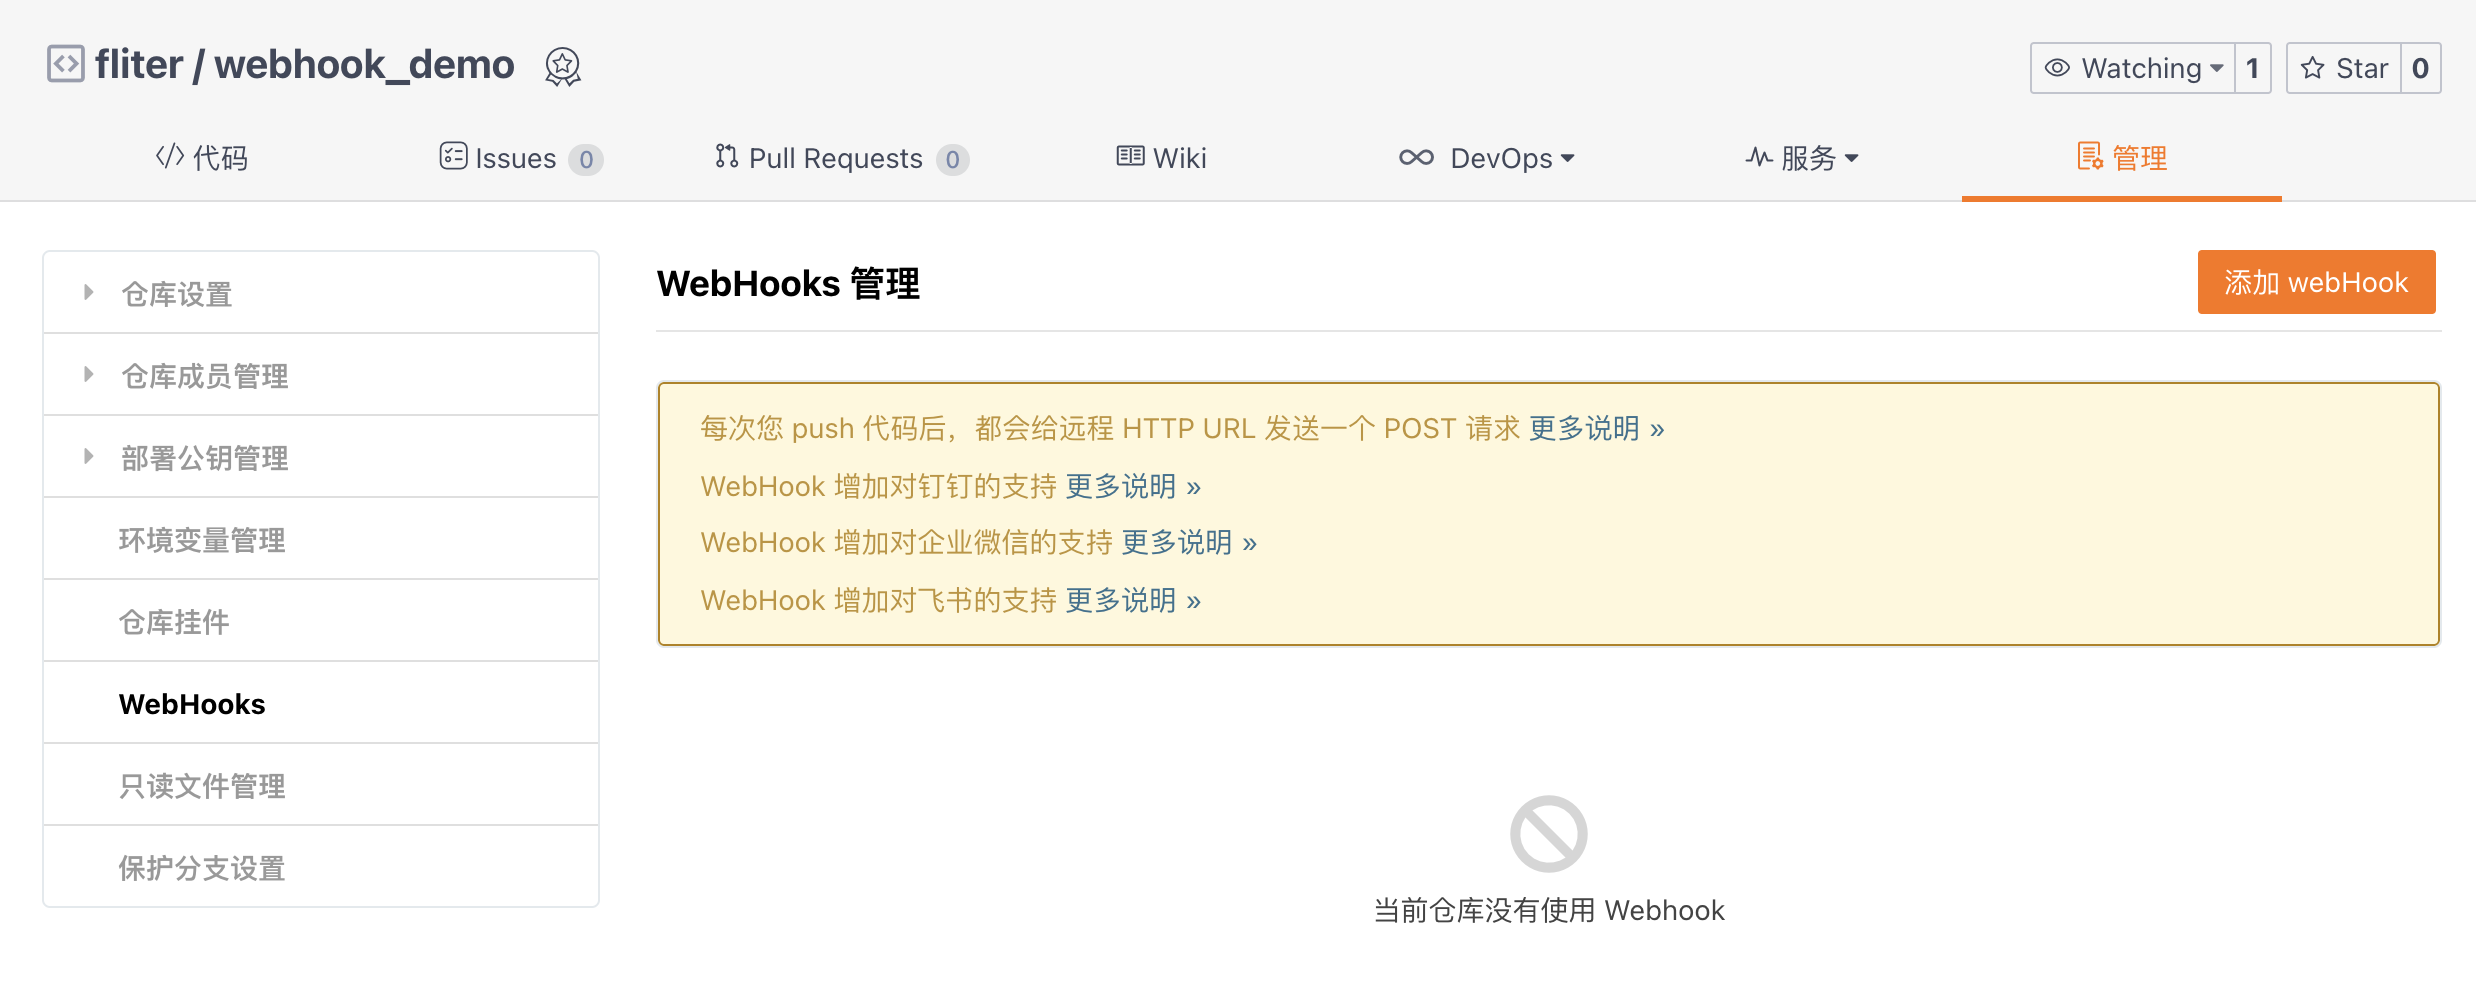 fliter / webhook_demo
Watching 1 Star 0
代码 Issues 0 Pull Requests 0 Wiki DevOps 服务 管理
仓库设置
仓库成员管理
部署公钥管理
环境变量管理
仓库挂件
WebHooks
只读文件管理
保护分支设置
WebHooks 管理
添加 webHook
每次您 push 代码后，都会给远程 HTTP URL 发送一个 POST 请求 更多说明 »
WebHook 增加对钉钉的支持 更多说明 »
WebHook 增加对企业微信的支持 更多说明 »
WebHook 增加对飞书的支持 更多说明 »
当前仓库没有使用 Webhook